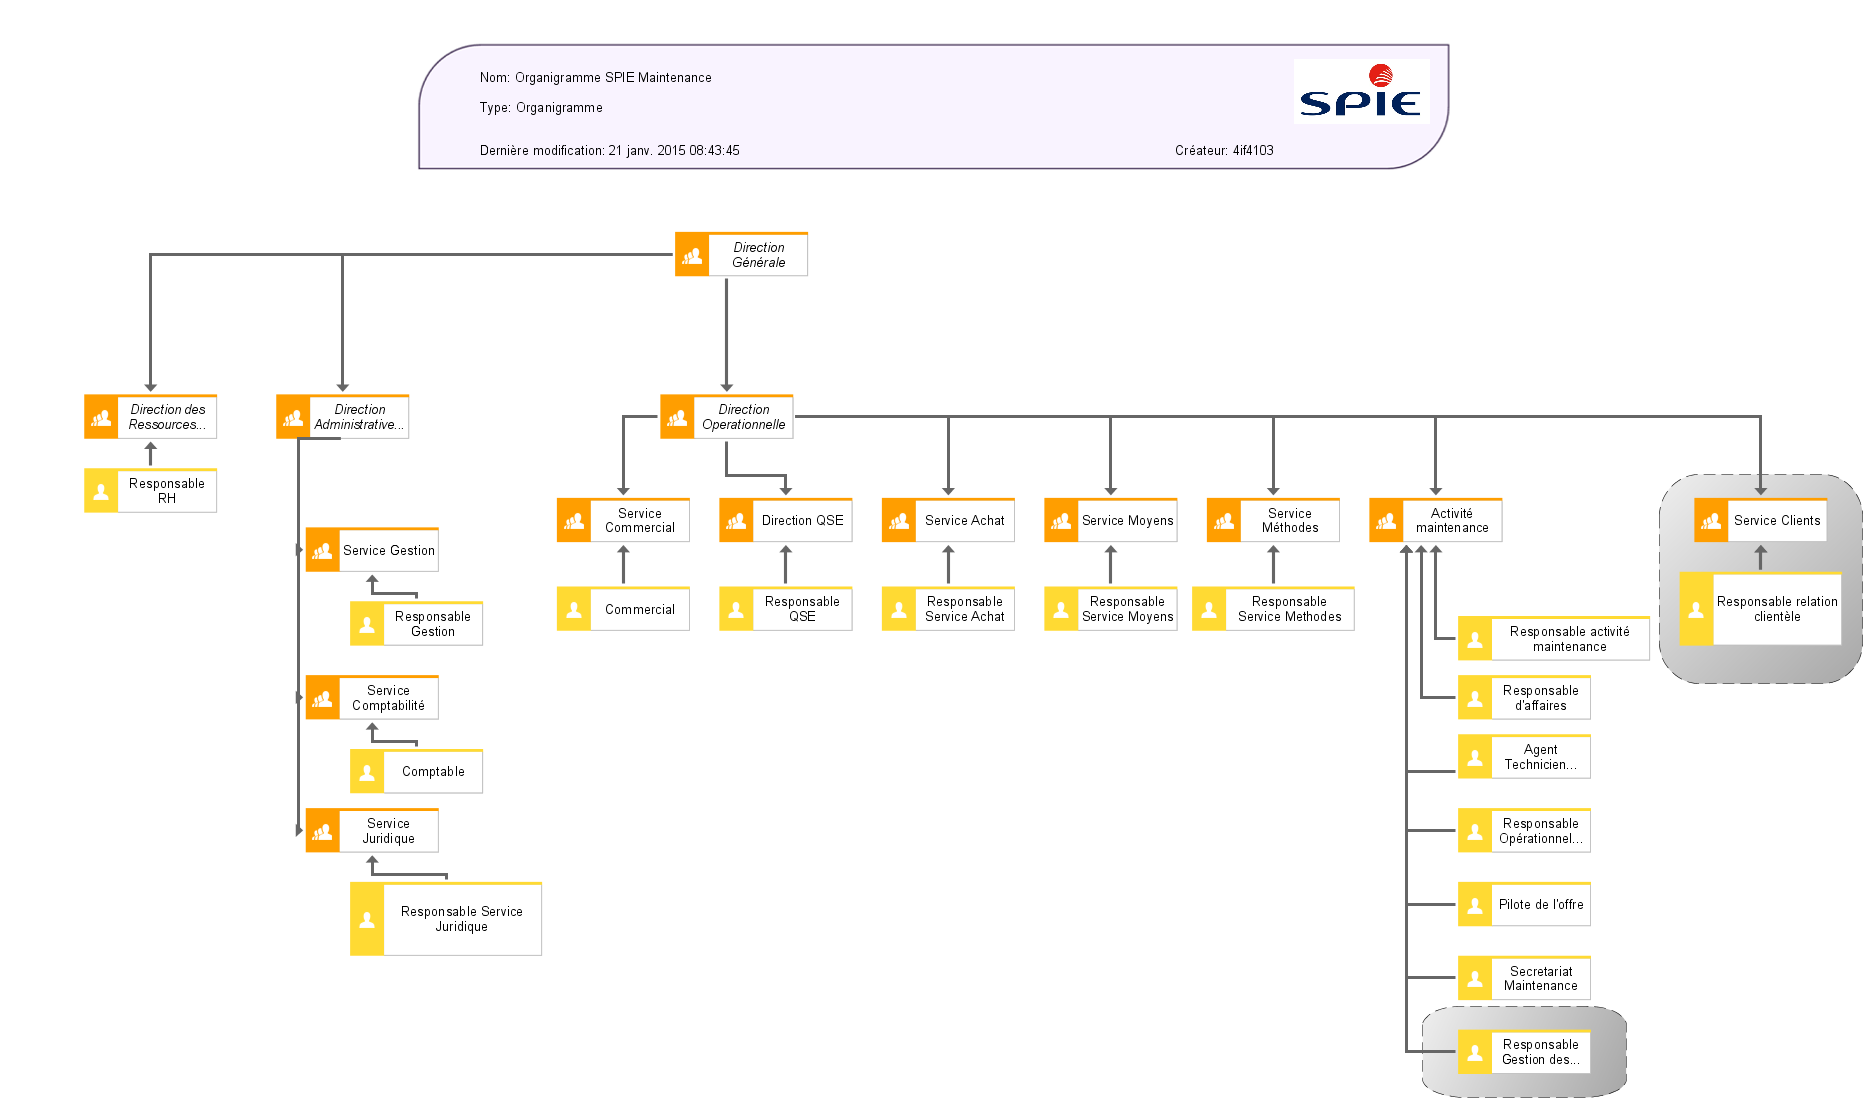 Nom: Organigramme SPIE Maintenance
Type: Organigramme
Dernière modification: 21 janv. 2015 08:43:45
Créateur: 4if4103
SPIE
Direction
Générale
Direction des
Ressources...
Direction
Administrative...
Direction
Operationnelle
Responsable
RH
Service
Commercial
Direction QSE
Service Achat
Service Moyens
Service
Méthodes
Activité
maintenance
Service Clients
Service Gestion
Responsable
Gestion
Commercial
Responsable
QSE
Responsable
Service Achat
Responsable
Service Moyens
Responsable
Service Methodes
Responsable relation
clientèle
Responsable activité
maintenance
Service
Comptabilité
Responsable
d'affaires
Comptable
Agent
Technicien...
Service
Juridique
Responsable
Opérationnel...
Responsable Service
Juridique
Pilote de l'offre
Secretariat
Maintenance
Responsable
Gestion des...